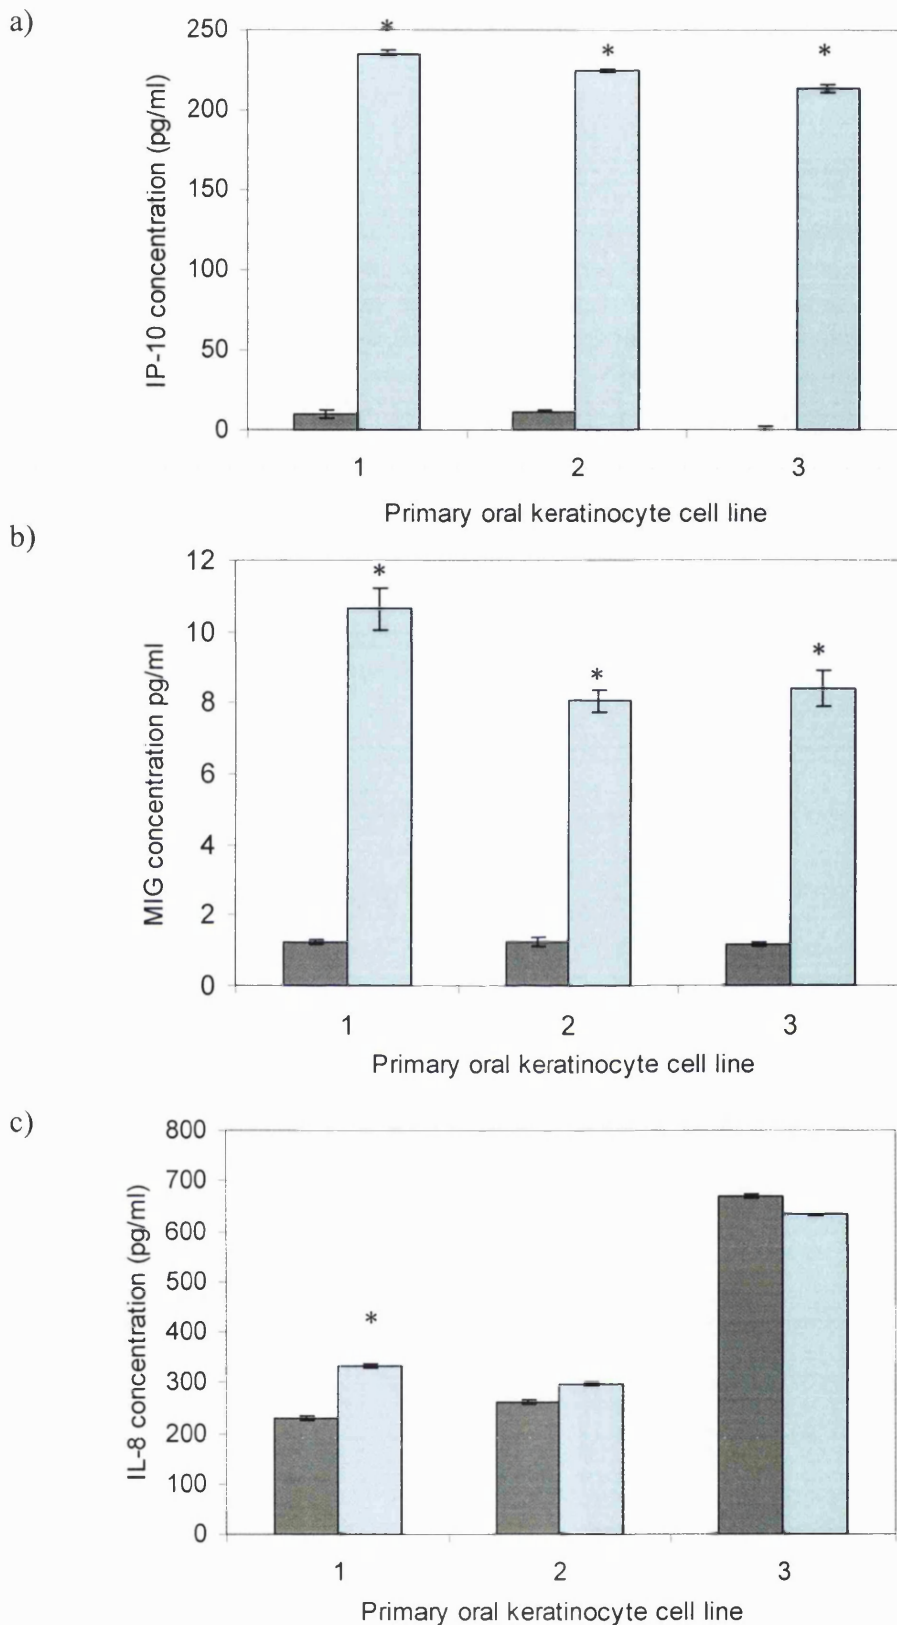 a)
IP-10 concentration (pg/ml)
250
200
150
100
50
0
*
*
*
1 2 3
Primary oral keratinocyte cell line
b)
MIG concentration pg/ml
12
10
8
6
4
2
0
*
*
*
1 2 3
Primary oral keratinocyte cell line
c)
IL-8 concentration (pg/ml)
800
700
600
500
400
300
200
100
0
*
1 2 3
Primary oral keratinocyte cell line